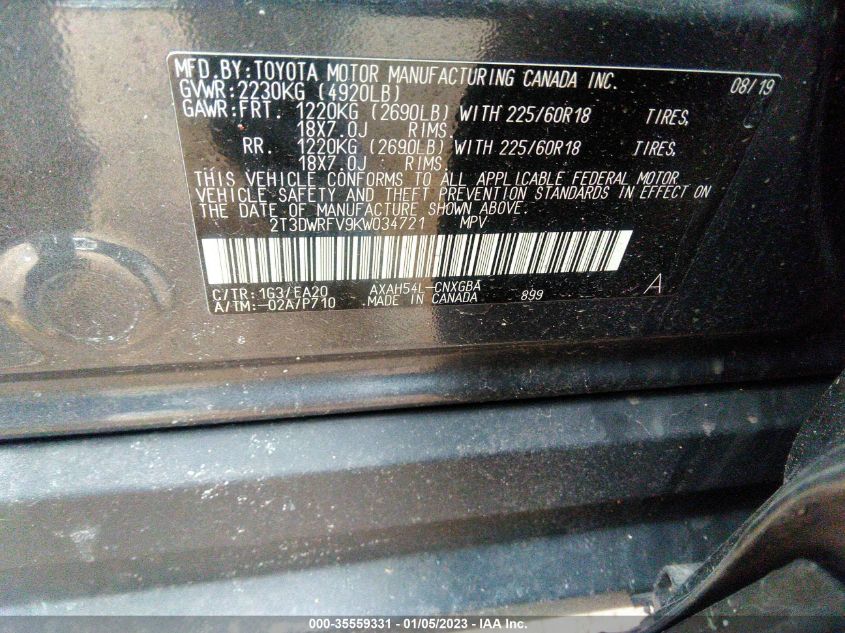 MFD.BY:TOYOTA MOTOR MANUFACTURING CANADA INC. 08/19
GVWR:2230KG (4920LB)
GAWR:FRT. 1220KG (2690LB) WITH 225/60R18 TIRES,
18X7.0J RIMS.
RR. 1220KG (2690LB) WITH 225/60R18 TIRES,
18X7.0J RIMS.
THIS VEHICLE CONFORMS TO ALL APPLICABLE FEDERAL MOTOR
VEHICLE SAFETY AND THEFT PREVENTION STANDARDS IN EFFECT ON
THE DATE OF MANUFACTURE SHOWN ABOVE.
2T3DWRFV9KW034721 MPV
C/TR:1G3/EA20 AXAH54L-CNXGBA A
A/TM:-02A/P710 MADE IN CANADA 899
000-35559331 - 01/05/2023 - © IAA Inc.